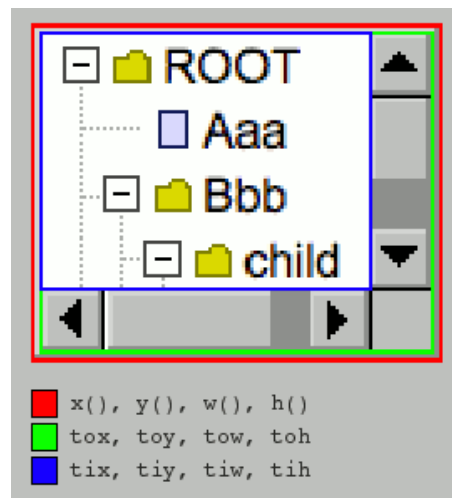 ROOT
Aaa
Bbb
child
x(), y(), w(), h()
tox, toy, tow, toh
tix, tiy, tiw, tih